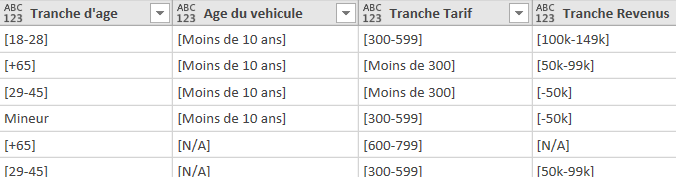 ABC 123 Tranche d'age ABC 123 Age du vehicule ABC 123 Tranche Tarif ABC 123 Tranche Revenus
[18-28] [Moins de 10 ans] [300-599] [100k-149k]
[+65] [Moins de 10 ans] [Moins de 300] [50k-99k]
[29-45] [Moins de 10 ans] [Moins de 300] [-50k]
Mineur [Moins de 10 ans] [300-599] [-50k]
[+65] [N/A] [600-799] [N/A]
[29-45] [N/A] [300-599] [50k-99k]